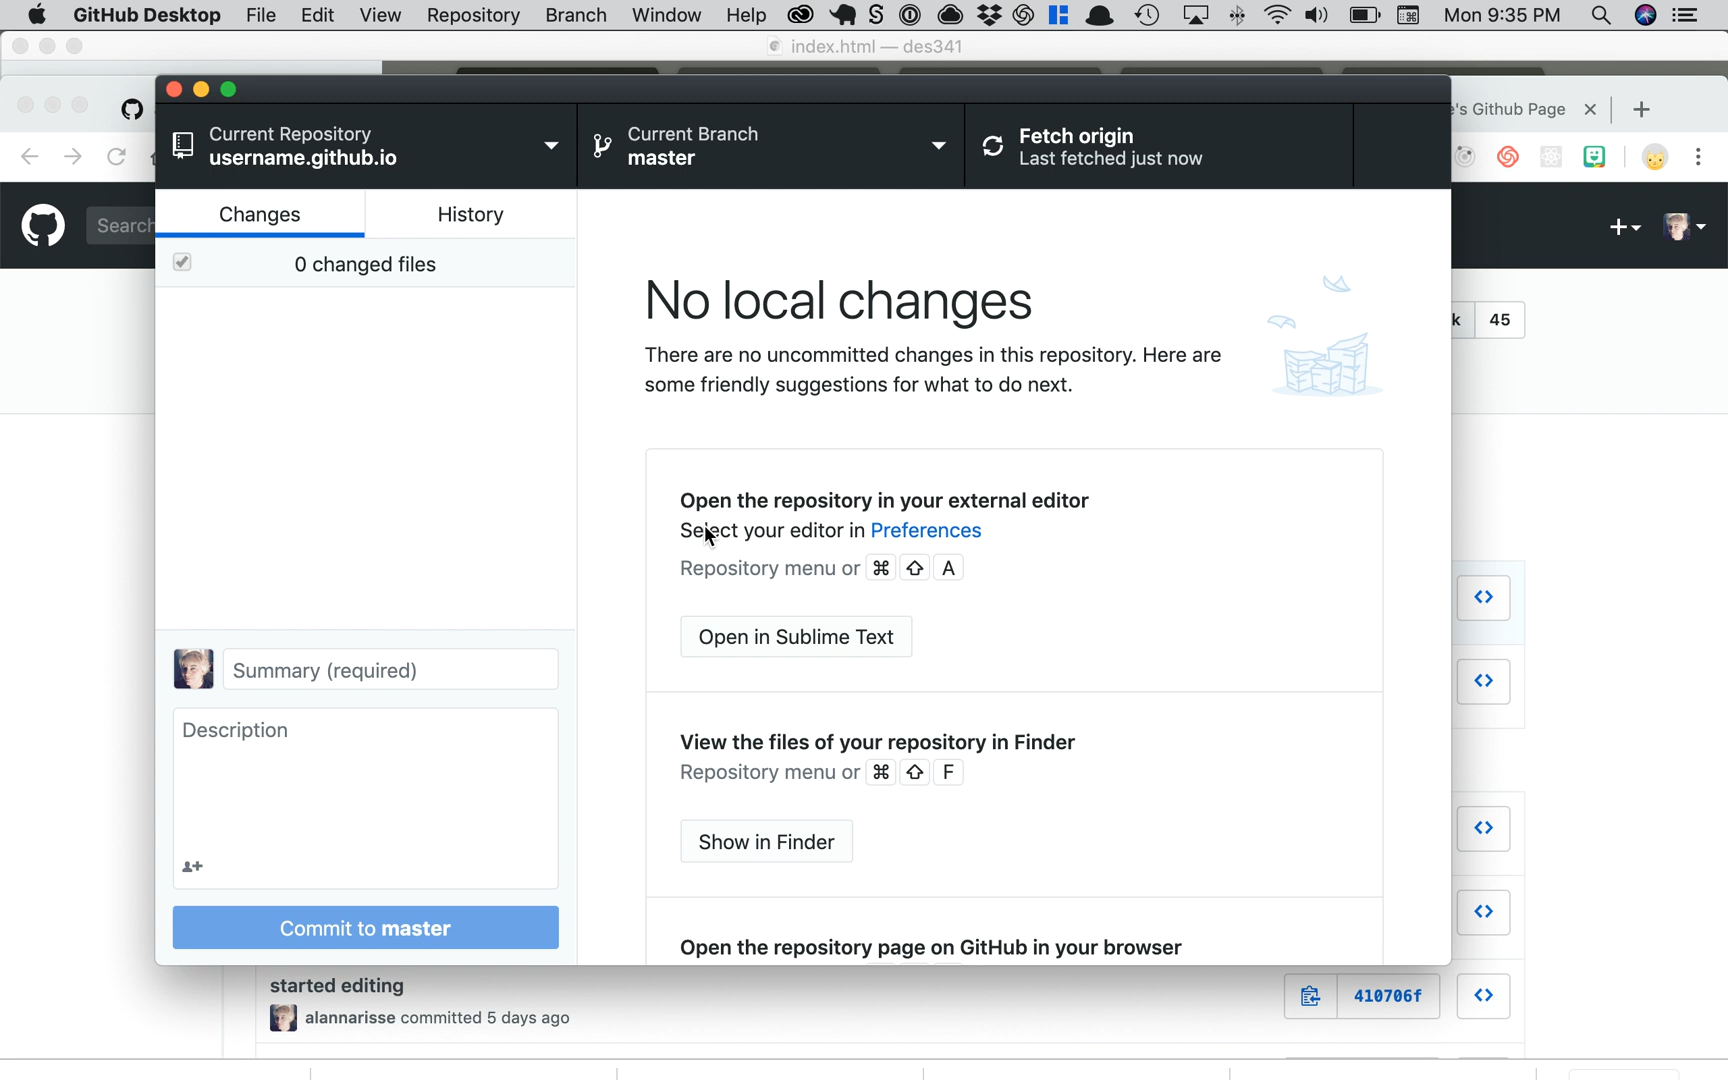 GitHub Desktop File Edit View Repository Branch Window Help Mon 9:35 PM
index.html — des341
e's Github Page
Current Repository
username.github.io
Current Branch
master
Fetch origin
Last fetched just now
Search
Changes History
0 changed files
No local changes
There are no uncommitted changes in this repository. Here are
some friendly suggestions for what to do next.
k 45
Open the repository in your external editor
Select your editor in Preferences
Repository menu or ⌘ ⇧ A
Open in Sublime Text
View the files of your repository in Finder
Repository menu or ⌘ ⇧ F
Show in Finder
Open the repository page on GitHub in your browser
Summary (required)
Description
Commit to master
started editing
alannarisse committed 5 days ago
410706f